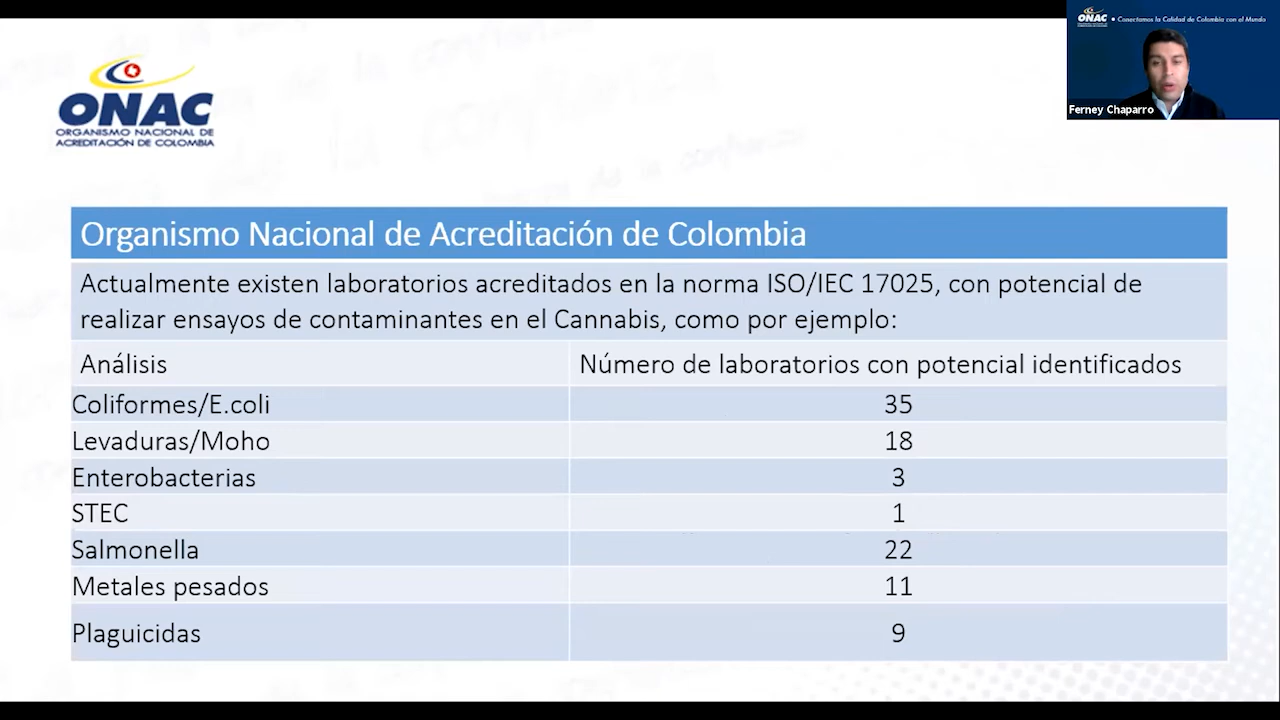 ONAC
ORGANISMO NACIONAL DE
ACREDITACIÓN DE COLOMBIA
ONAC
Conectamos la Calidad de Colombia con el Mundo
Ferney Chaparro
Organismo Nacional de Acreditación de Colombia
Actualmente existen laboratorios acreditados en la norma ISO/IEC 17025, con potencial de
realizar ensayos de contaminantes en el Cannabis, como por ejemplo:
Análisis Número de laboratorios con potencial identificados
Coliformes/E.coli 35
Levaduras/Moho 18
Enterobacterias 3
STEC 1
Salmonella 22
Metales pesados 11
Plaguicidas 9